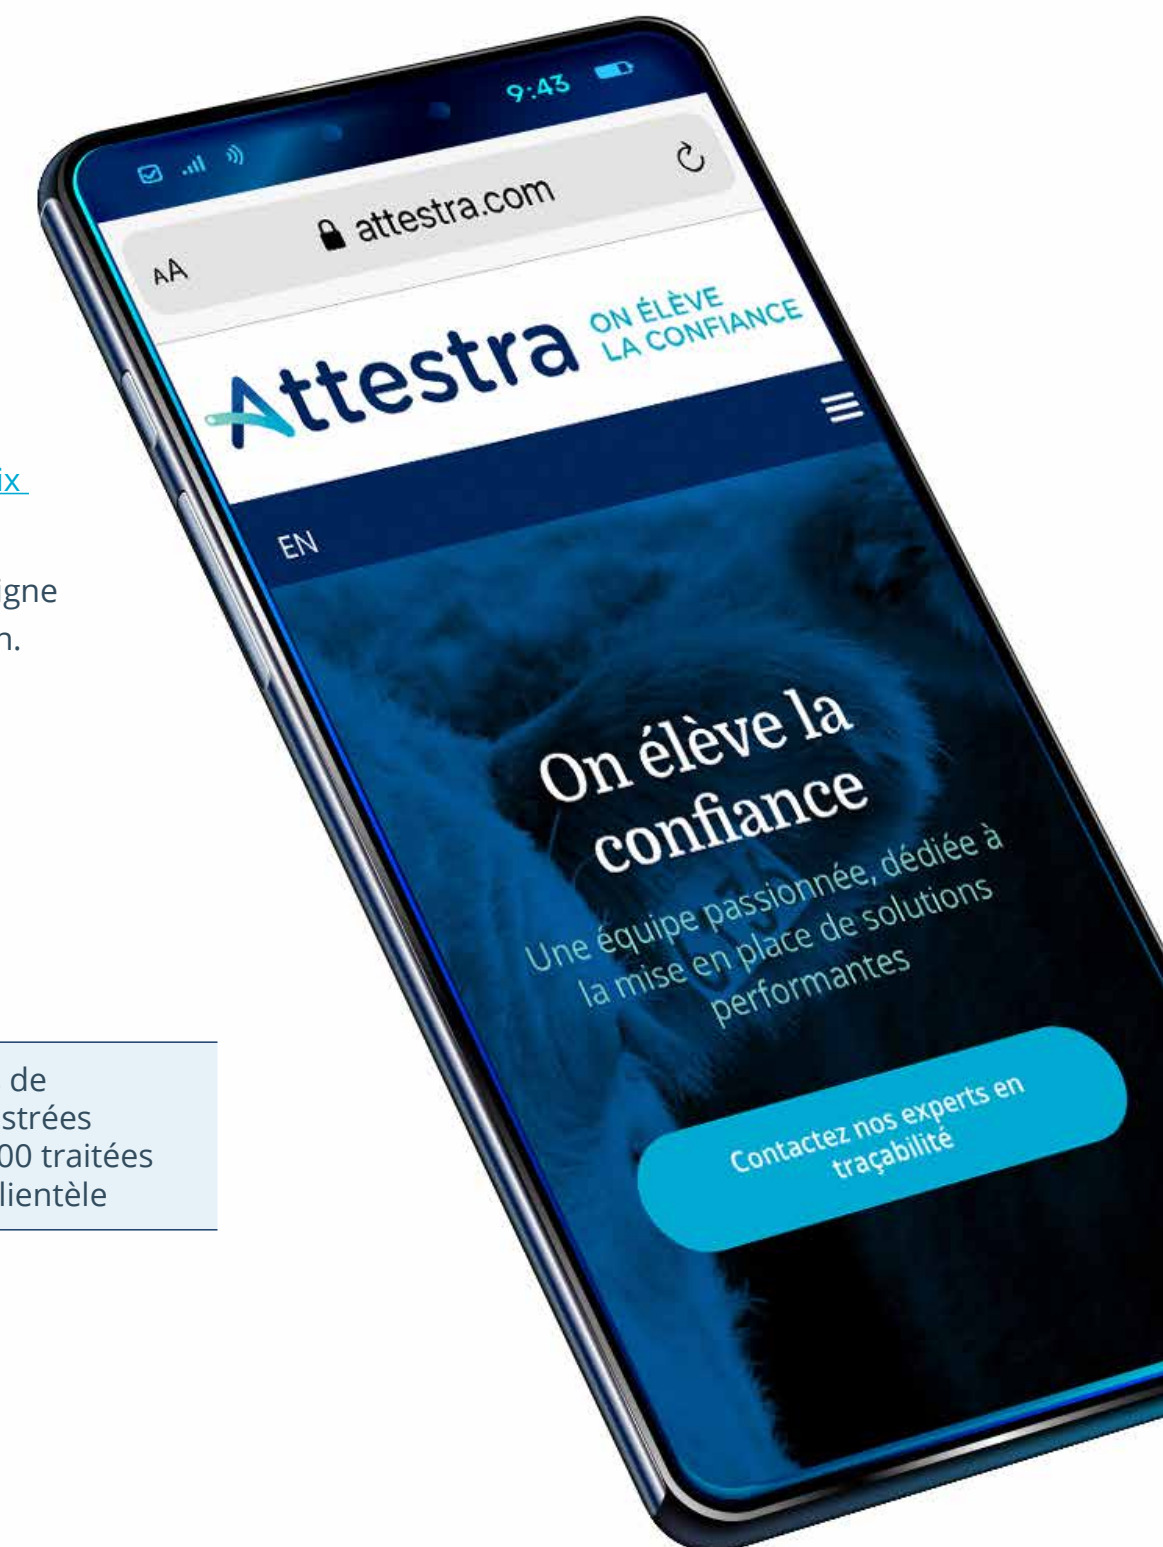 9:43
AA
attestra.com
Attestra
ON ÉLÈVE
LA CONFIANCE
EN
On élève la
confiance
Une équipe passionnée, dédiée à
la mise en place de solutions
performantes
Contactez nos experts en
traçabilité
ix
igne
n.
de
strées
00 traitées
lientèle